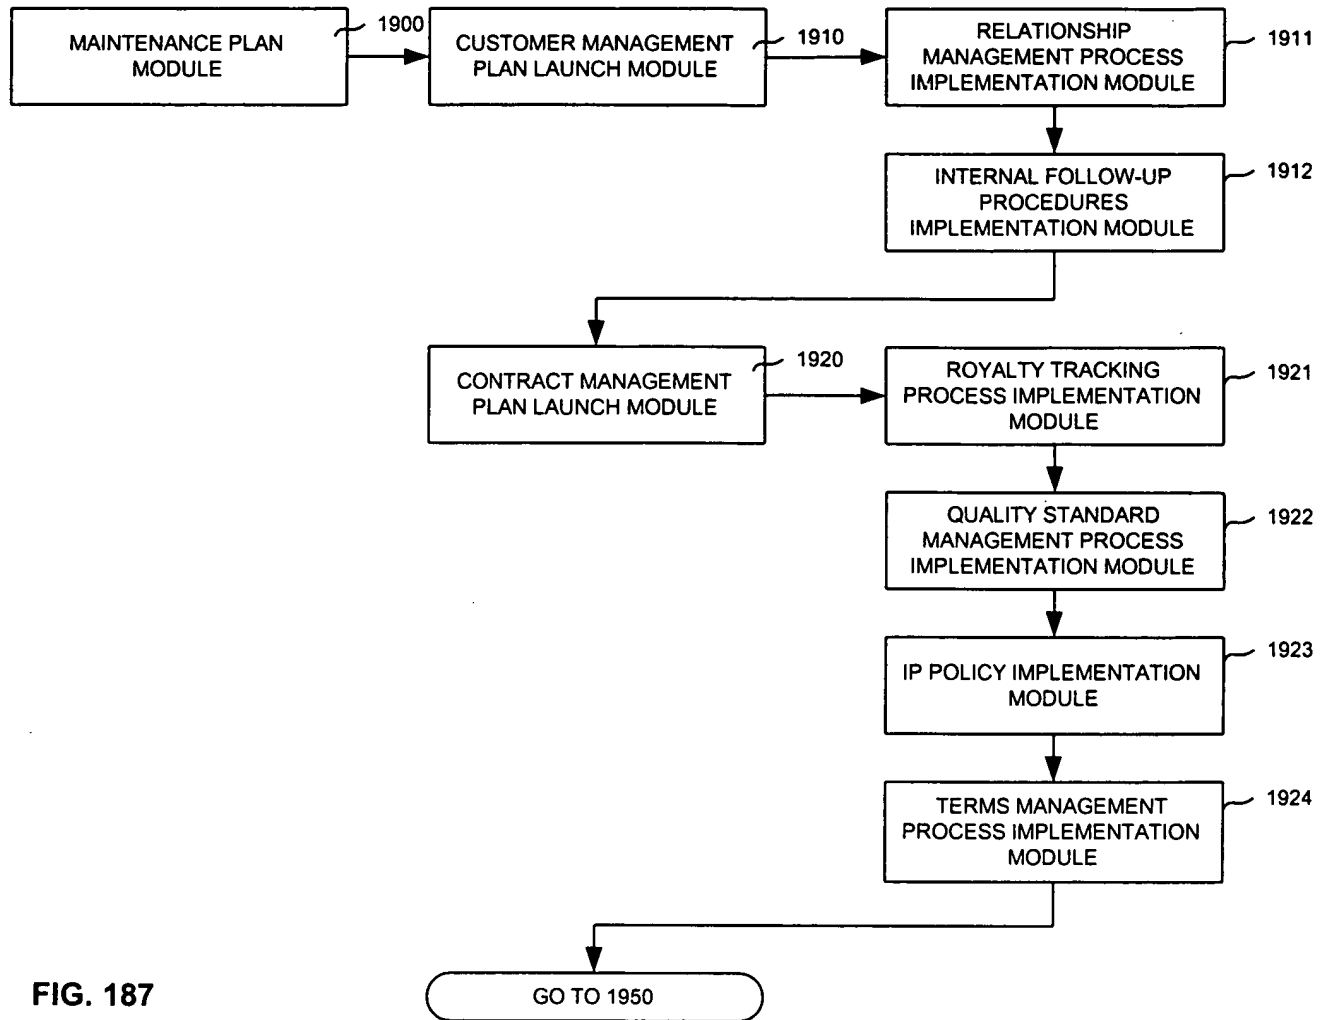 MAINTENANCE PLAN
MODULE
1900
CUSTOMER MANAGEMENT
PLAN LAUNCH MODULE
1910
RELATIONSHIP
MANAGEMENT PROCESS
IMPLEMENTATION MODULE
1911
INTERNAL FOLLOW-UP
PROCEDURES
IMPLEMENTATION MODULE
1912
CONTRACT MANAGEMENT
PLAN LAUNCH MODULE
1920
ROYALTY TRACKING
PROCESS IMPLEMENTATION
MODULE
1921
QUALITY STANDARD
MANAGEMENT PROCESS
IMPLEMENTATION MODULE
1922
IP POLICY IMPLEMENTATION
MODULE
1923
TERMS MANAGEMENT
PROCESS IMPLEMENTATION
MODULE
1924
GO TO 1950
FIG. 187